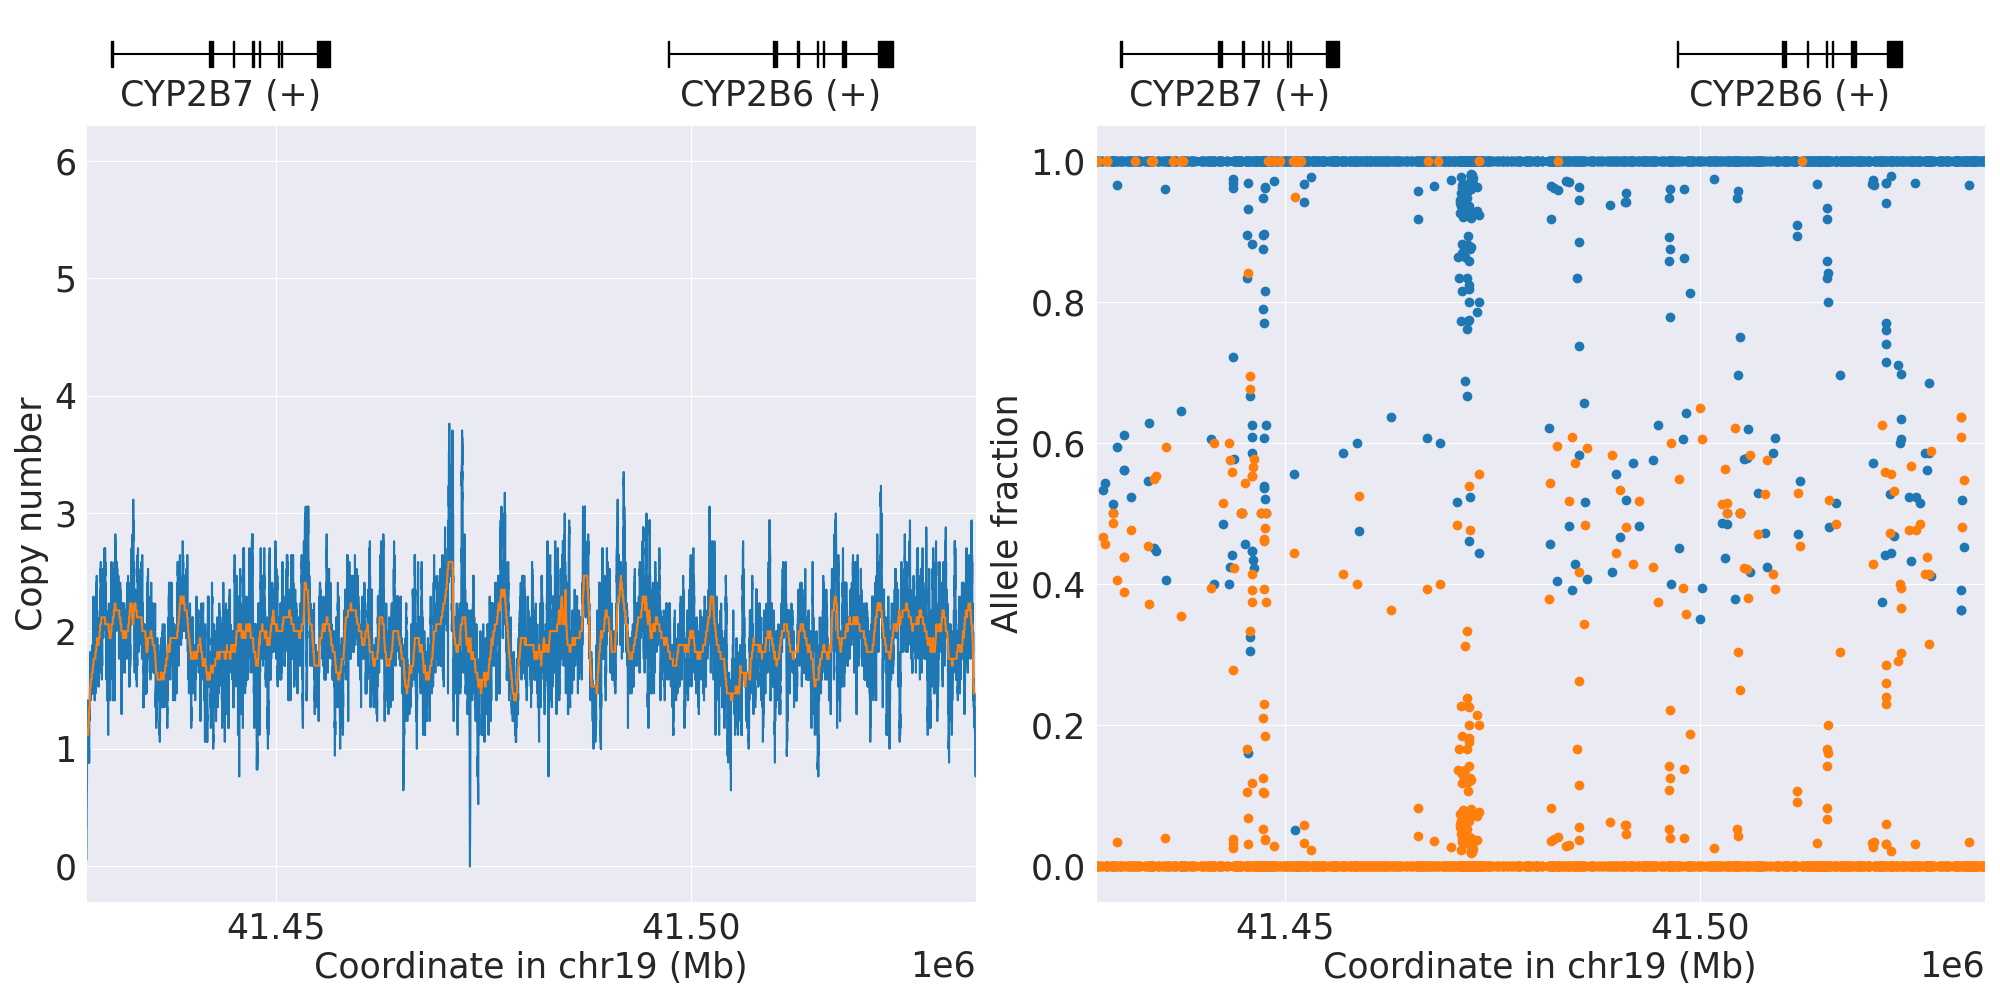 CYP2B7 (+)
CYP2B6 (+)
6
5
4
3
2
1
0
Copy number
41.45
41.50
Coordinate in chr19 (Mb)
1e6
CYP2B7 (+)
CYP2B6 (+)
1.0
0.8
0.6
0.4
0.2
0.0
Allele fraction
41.45
41.50
Coordinate in chr19 (Mb)
1e6